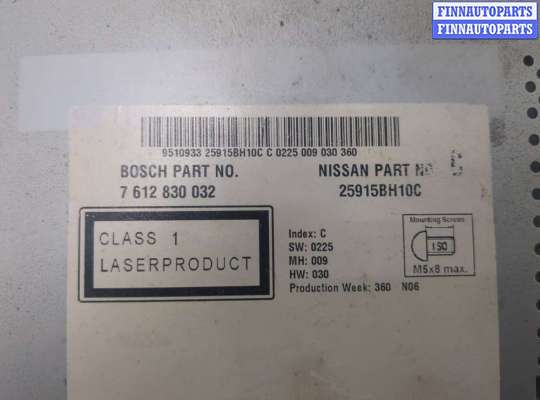 FINNAUTOPARTS
FINNAUTOPARTS
9510933 25915BH10C C 0225 009 030 360
BOSCH PART NO. NISSAN PART NO
7 612 830 032 25915BH10C
CLASS 1
LASERPRODUCT
Index: C
SW: 0225
MH: 009
HW: 030
Production Week: 360 N06
Mounting Screws
ISO
M5x8 max.